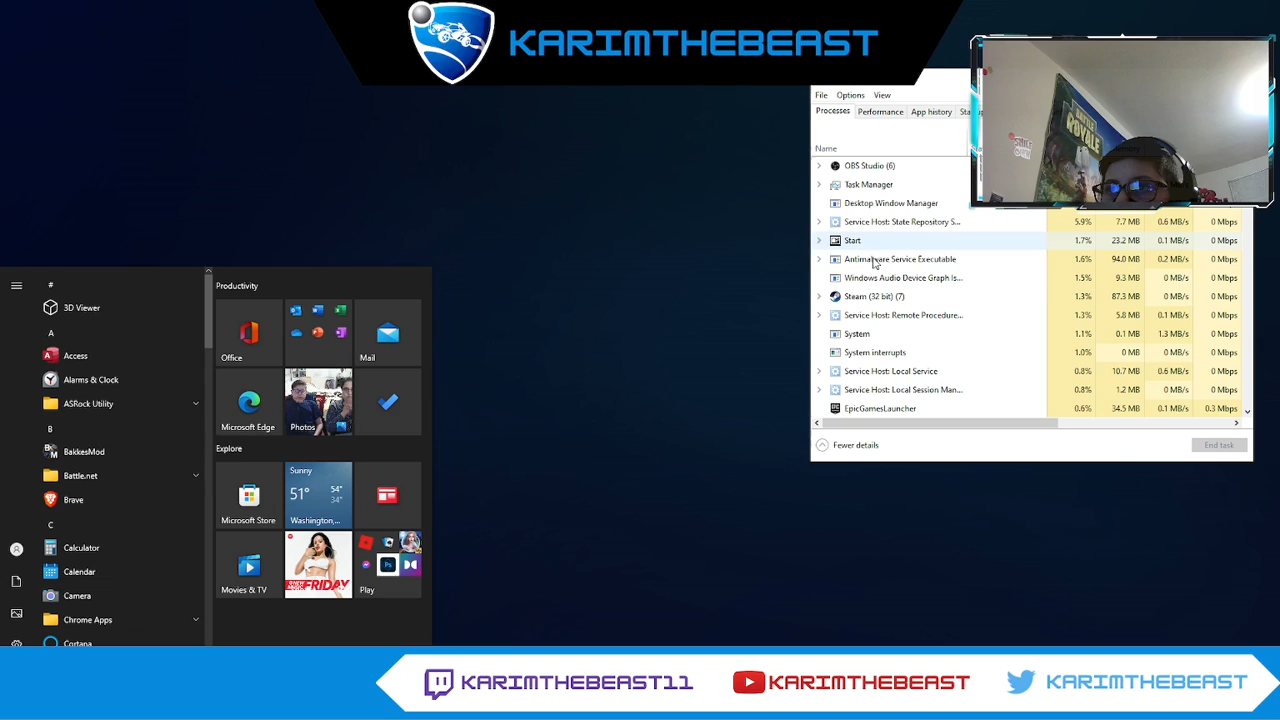 KARIMTHEBEAST
File Options View
Processes Performance App history
Name
OBS Studio (6)
Task Manager
Desktop Window Manager
Service Host: State Repository S... 5.9% 7.7 MB 0.6 MB/s 0 Mbps
Start 1.7% 23.2 MB 0.1 MB/s 0 Mbps
Antimalware Service Executable 1.6% 94.0 MB 0.2 MB/s 0 Mbps
Windows Audio Device Graph Is... 1.5% 9.3 MB 0 MB/s 0 Mbps
Steam (32 bit) (7) 1.3% 87.3 MB 0 MB/s 0 Mbps
Service Host: Remote Procedure... 1.3% 5.8 MB 0.1 MB/s 0 Mbps
System 1.1% 0.1 MB 1.3 MB/s 0 Mbps
System interrupts 1.0% 0 MB 0 MB/s 0 Mbps
Service Host: Local Service 0.8% 10.7 MB 0.6 MB/s 0 Mbps
Service Host: Local Session Man... 0.8% 1.2 MB 0 MB/s 0 Mbps
EpicGamesLauncher 0.6% 34.5 MB 0.1 MB/s 0.3 Mbps
Fewer details End task
ROYALE
#
3D Viewer
A
Access
Alarms & Clock
ASRock Utility
B
BakkesMod
Battle.net
Brave
C
Calculator
Calendar
Camera
Chrome Apps
Cortana
Productivity
Office
Mail
Microsoft Edge
Photos
Explore
Microsoft Store
Sunny
51° 54°
34°
Washington,...
Movies & TV
FRIDAY
Ps
Play
KARIMTHEBEAST11 KARIMTHEBEAST KARIMTHEBEAST